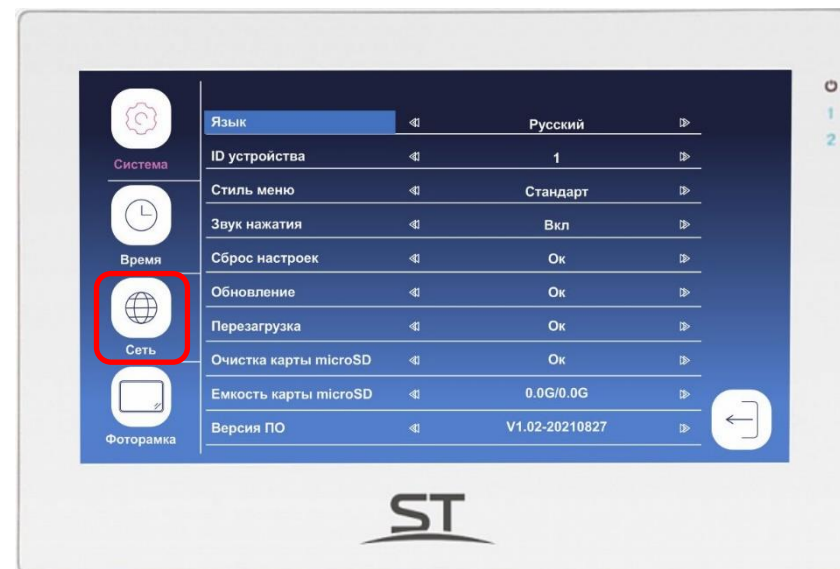 Система
Время
Сеть
Фоторамка
Язык Русский
ID устройства 1
Стиль меню Стандарт
Звук нажатия Вкл
Сброс настроек Ок
Обновление Ок
Перезагрузка Ок
Очистка карты microSD Ок
Емкость карты microSD 0.0G/0.0G
Версия ПО V1.02-20210827
1
2
ST